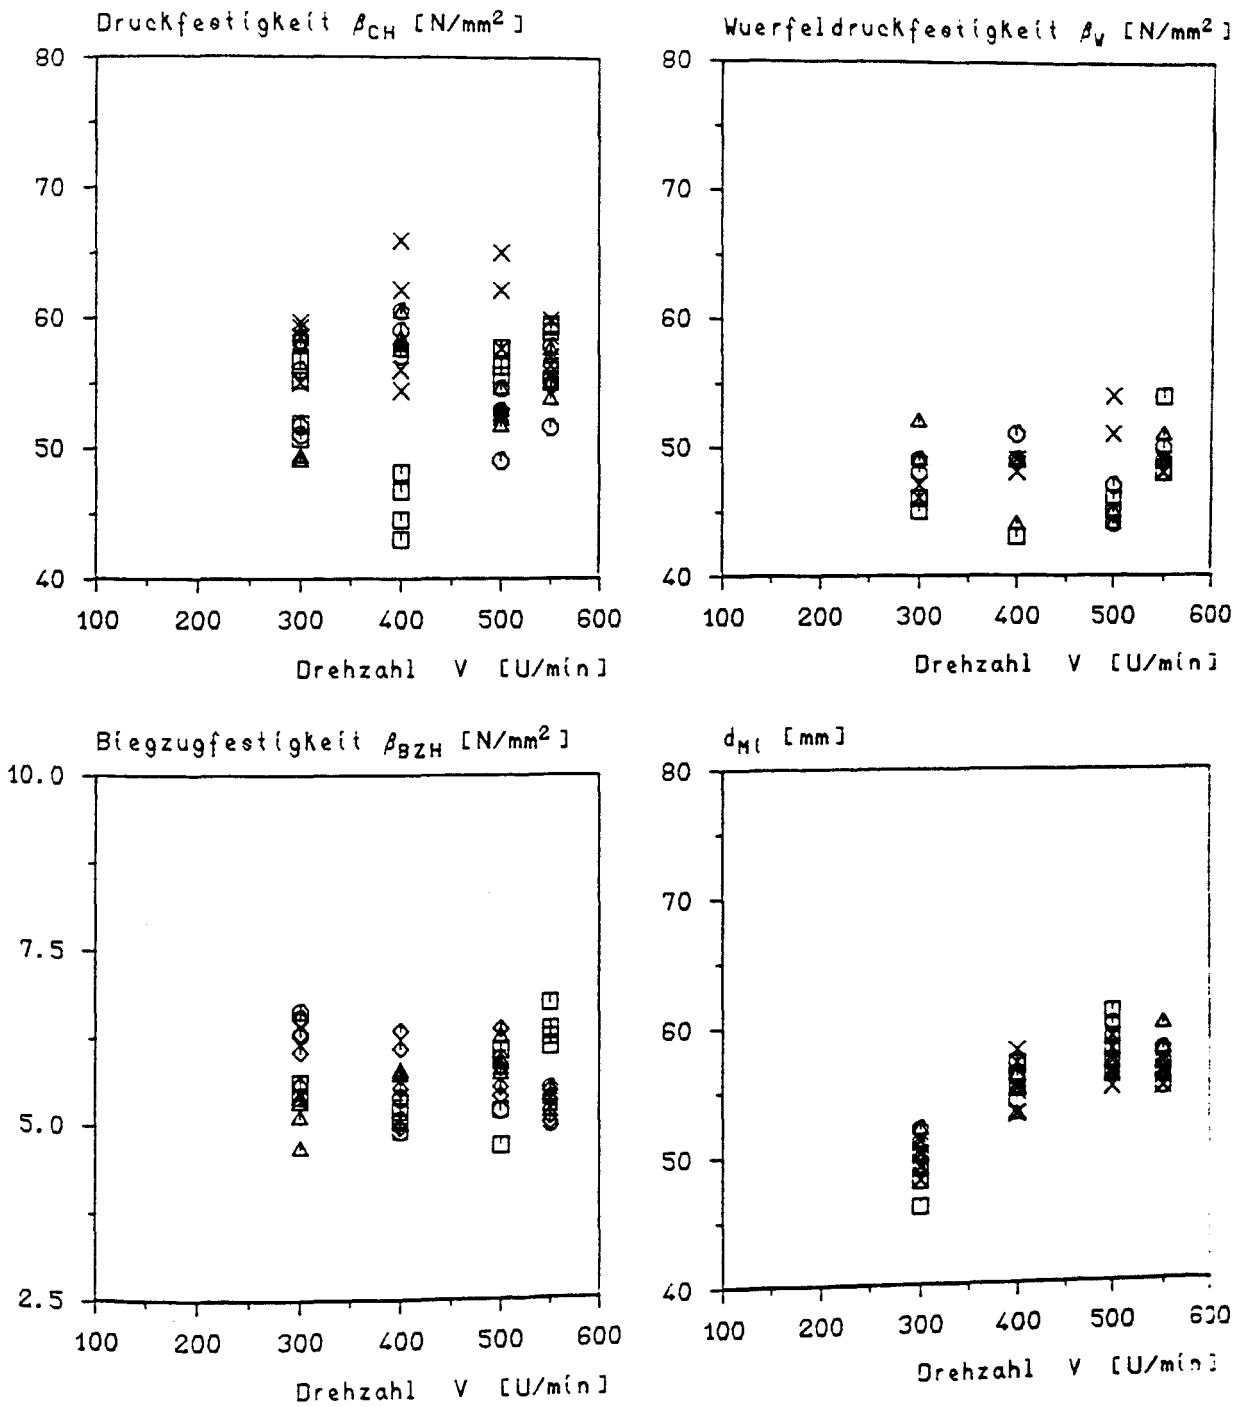 Druckfestigkeit β_CH [N/mm²]
80
70
60
50
40
100 200 300 400 500 600
Drehzahl V [U/min]
Wuerfeldruckfestigkeit β_W [N/mm²]
80
70
60
50
40
100 200 300 400 500 600
Drehzahl V [U/min]
Biegzugfestigkeit β_BZH [N/mm²]
10.0
7.5
5.0
2.5
100 200 300 400 500 600
Drehzahl V [U/min]
d_Mi [mm]
80
70
60
50
40
100 200 300 400 500 600
Drehzahl V [U/min]